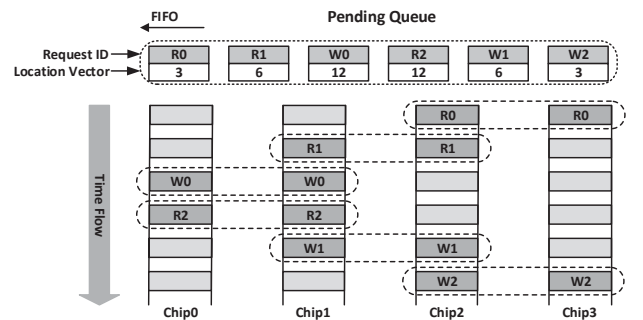 FIFO
Pending Queue
Request ID R0 R1 W0 R2 W1 W2
Location Vector 3 6 12 12 6 3
R0 R0
R1 R1
W0 W0
R2 R2
W1 W1
W2 W2
Time Flow
Chip0 Chip1 Chip2 Chip3